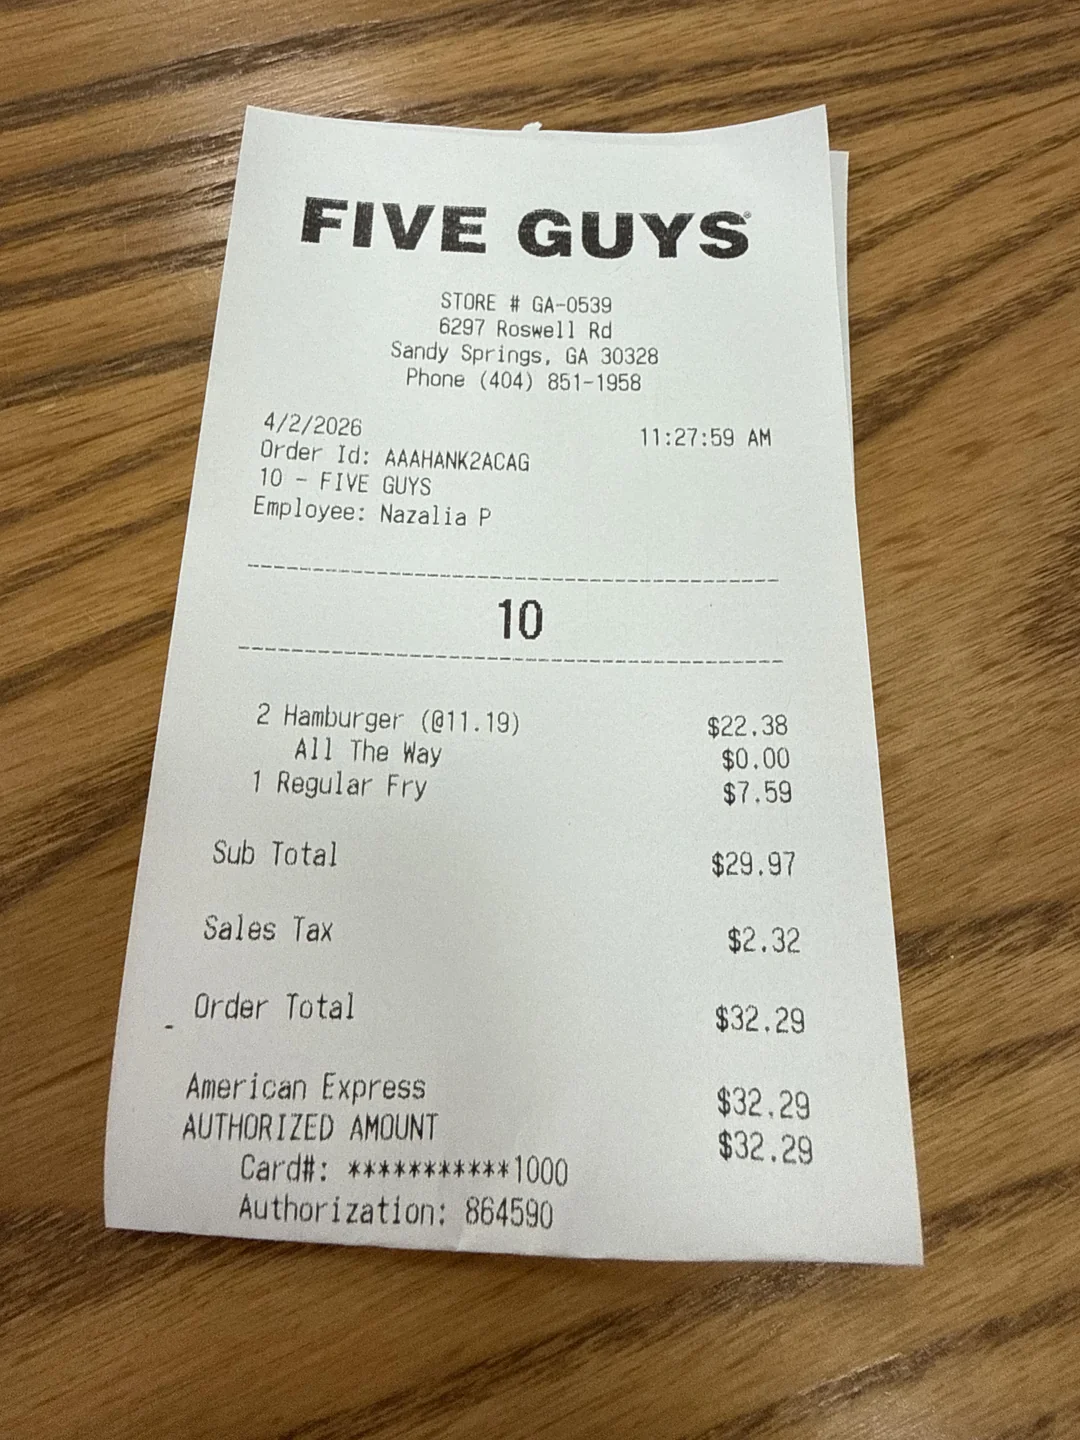 FIVE GUYS®
STORE # GA-0539
6297 Roswell Rd
Sandy Springs, GA 30328
Phone (404) 851-1958
4/2/2026 11:27:59 AM
Order Id: AAAHANK2ACAG
10 - FIVE GUYS
Employee: Nazalia P
10
2 Hamburger (@11.19) $22.38
All The Way $0.00
1 Regular Fry $7.59
Sub Total $29.97
Sales Tax $2.32
Order Total $32.29
American Express $32.29
AUTHORIZED AMOUNT $32.29
Card#: ***********1000
Authorization: 864590